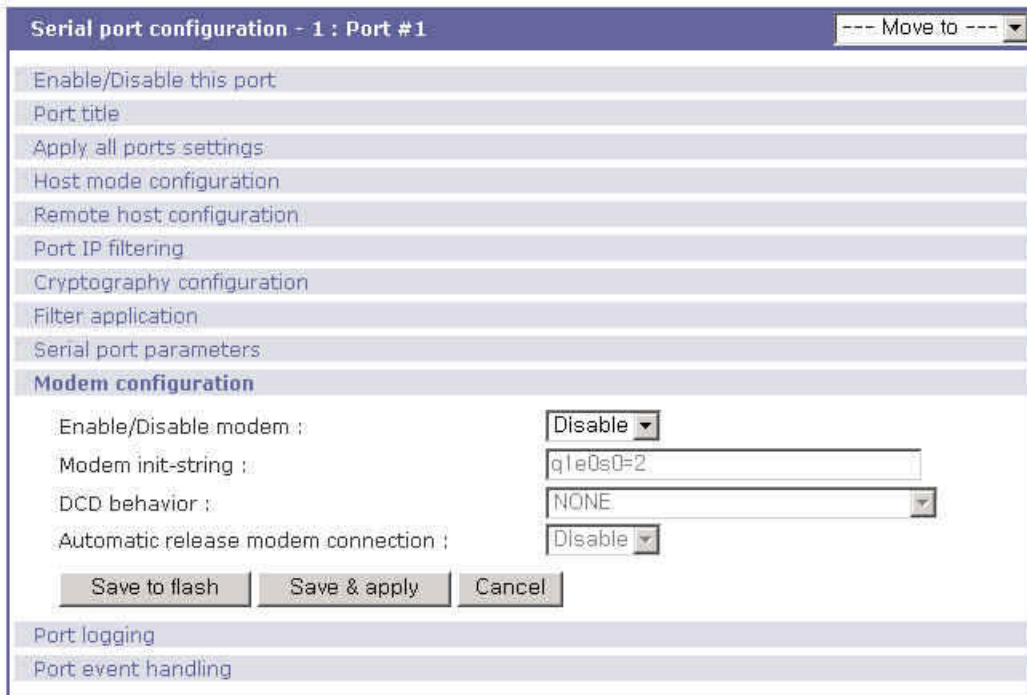 Serial port configuration - 1 : Port #1 --- Move to ---
Enable/Disable this port
Port title
Apply all ports settings
Host mode configuration
Remote host configuration
Port IP filtering
Cryptography configuration
Filter application
Serial port parameters
Modem configuration
Enable/Disable modem : Disable
Modem init-string : q1e0s0=2
DCD behavior : NONE
Automatic release modem connection : Disable
Save to flash Save & apply Cancel
Port logging
Port event handling